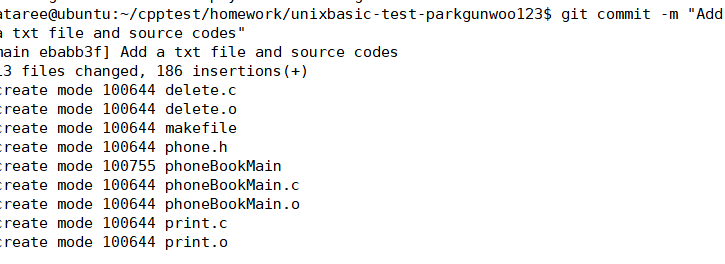 ataree@ubuntu:~/cpptest/homework/unixbasic-test-parkgunwoo123$ git commit -m "Add
a txt file and source codes"
main ebabb3f] Add a txt file and source codes
13 files changed, 186 insertions(+)
create mode 100644 delete.c
create mode 100644 delete.o
create mode 100644 makefile
create mode 100644 phone.h
create mode 100755 phoneBookMain
create mode 100644 phoneBookMain.c
create mode 100644 phoneBookMain.o
create mode 100644 print.c
create mode 100644 print.o